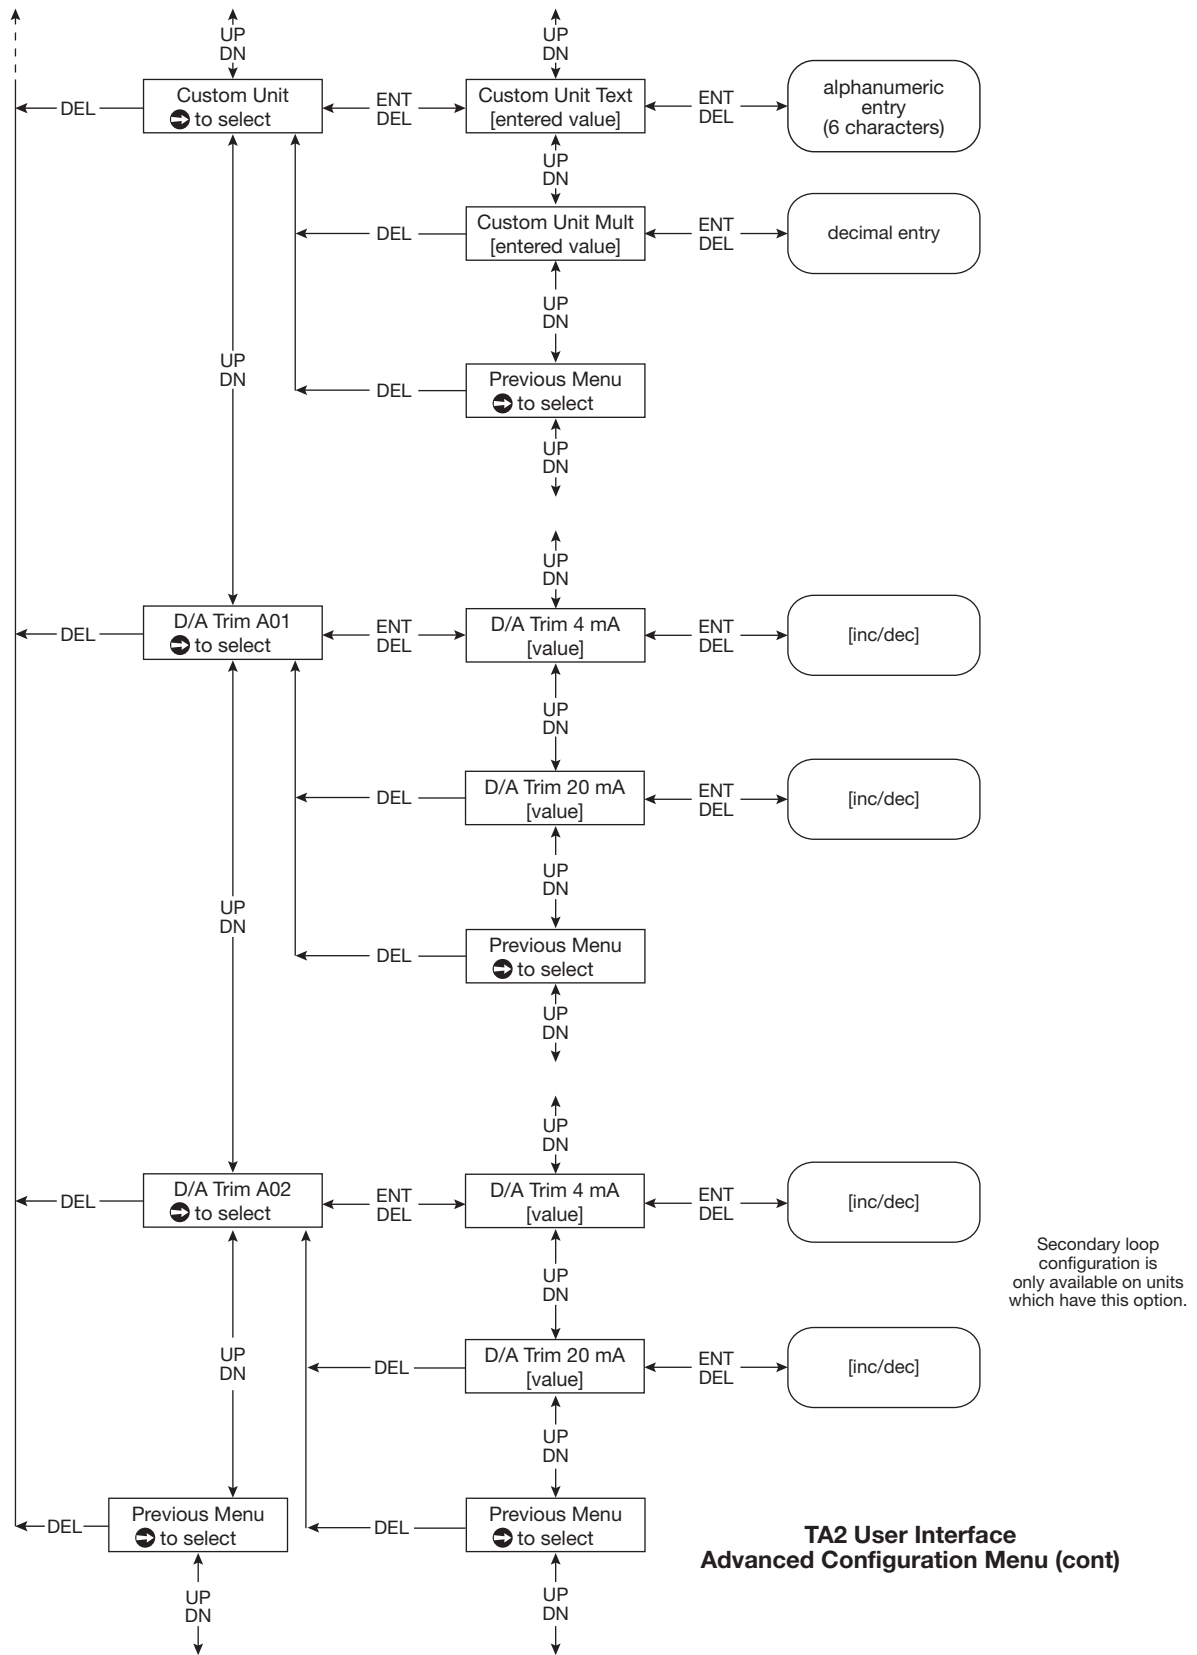 UP
DN
UP
DN
DEL
Custom Unit
to select
ENT
DEL
Custom Unit Text
[entered value]
ENT
DEL
alphanumeric
entry
(6 characters)
UP
DN
DEL
Custom Unit Mult
[entered value]
ENT
DEL
decimal entry
UP
DN
UP
DN
DEL
Previous Menu
to select
UP
DN
UP
DN
DEL
D/A Trim A01
to select
ENT
DEL
D/A Trim 4 mA
[value]
ENT
DEL
[inc/dec]
UP
DN
DEL
D/A Trim 20 mA
[value]
ENT
DEL
[inc/dec]
UP
DN
UP
DN
DEL
Previous Menu
to select
UP
DN
UP
DN
DEL
D/A Trim A02
to select
ENT
DEL
D/A Trim 4 mA
[value]
ENT
DEL
[inc/dec]
Secondary loop
configuration is
only available on units
which have this option.
UP
DN
UP
DN
DEL
D/A Trim 20 mA
[value]
ENT
DEL
[inc/dec]
UP
DN
DEL
Previous Menu
to select
DEL
Previous Menu
to select
TA2 User Interface
Advanced Configuration Menu (cont)
UP
DN
UP
DN